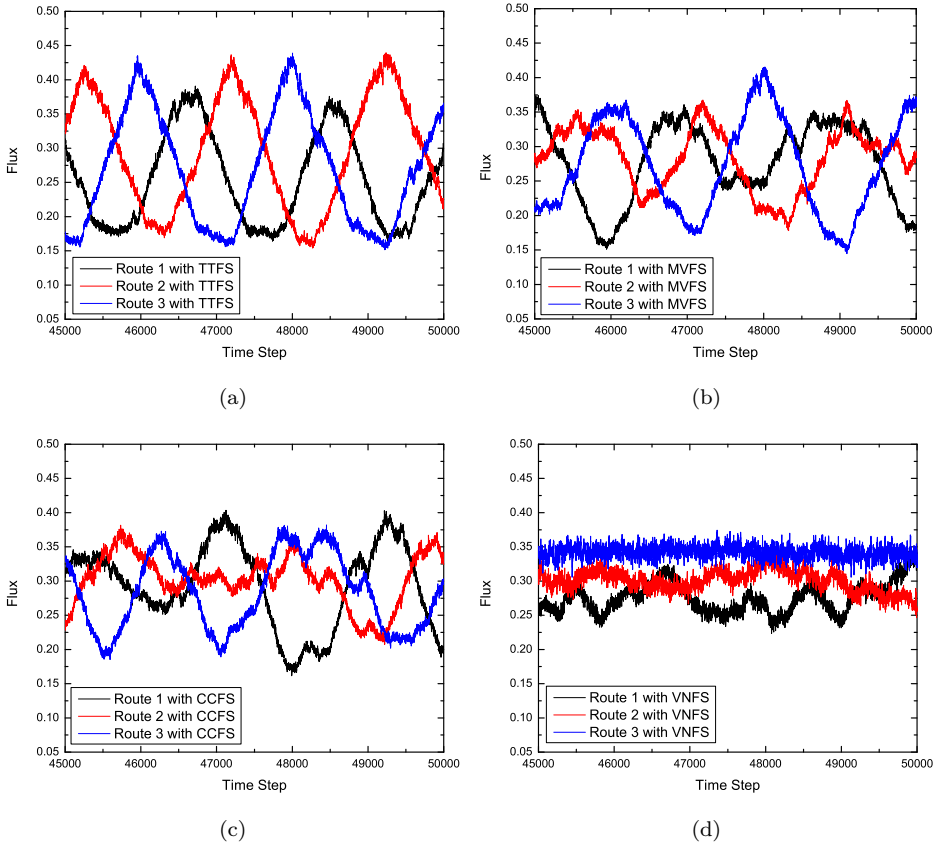 0.50
0.45
0.40
0.35
0.30
0.25
0.20
0.15
0.10
0.05
Flux
Route 1 with TTFS
Route 2 with TTFS
Route 3 with TTFS
45000 46000 47000 48000 49000 50000
Time Step
(a)
0.50
0.45
0.40
0.35
0.30
0.25
0.20
0.15
0.10
0.05
Flux
Route 1 with MVFS
Route 2 with MVFS
Route 3 with MVFS
45000 46000 47000 48000 49000 50000
Time Step
(b)
0.50
0.45
0.40
0.35
0.30
0.25
0.20
0.15
0.10
0.05
Flux
Route 1 with CCFS
Route 2 with CCFS
Route 3 with CCFS
45000 46000 47000 48000 49000 50000
Time Step
(c)
0.50
0.45
0.40
0.35
0.30
0.25
0.20
0.15
0.10
0.05
Flux
Route 1 with VNFS
Route 2 with VNFS
Route 3 with VNFS
45000 46000 47000 48000 49000 50000
Time Step
(d)